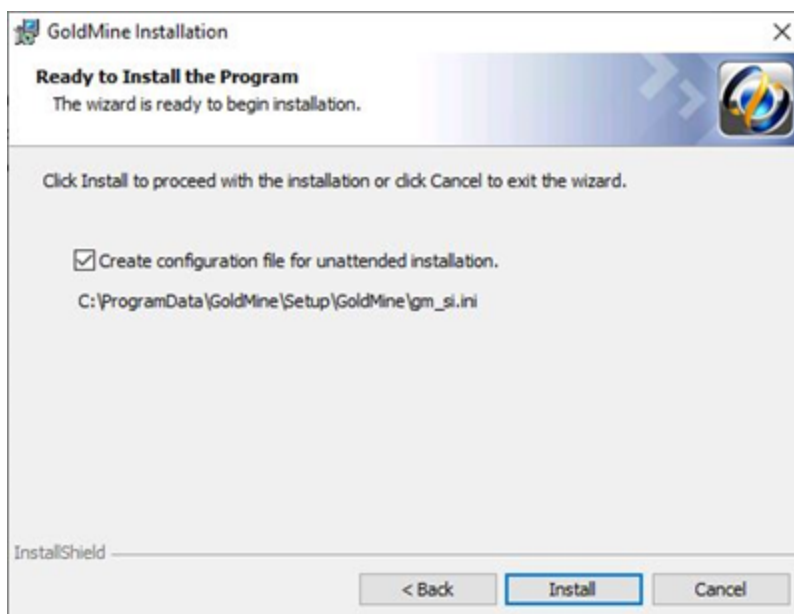 GoldMine Installation
Ready to Install the Program
The wizard is ready to begin installation.
Click Install to proceed with the installation or click Cancel to exit the wizard.
Create configuration file for unattended installation.
C:\ProgramData\GoldMine\Setup\GoldMine\gm_si.ini
InstallShield
< Back Install Cancel